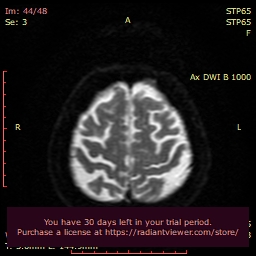 Im: 44/48
Se: 3
A
STP65
STP65
F
Ax DWI B 1000
R
L
You have 30 days left in your trial period.
Purchase a license at https://radiantviewer.com/store/